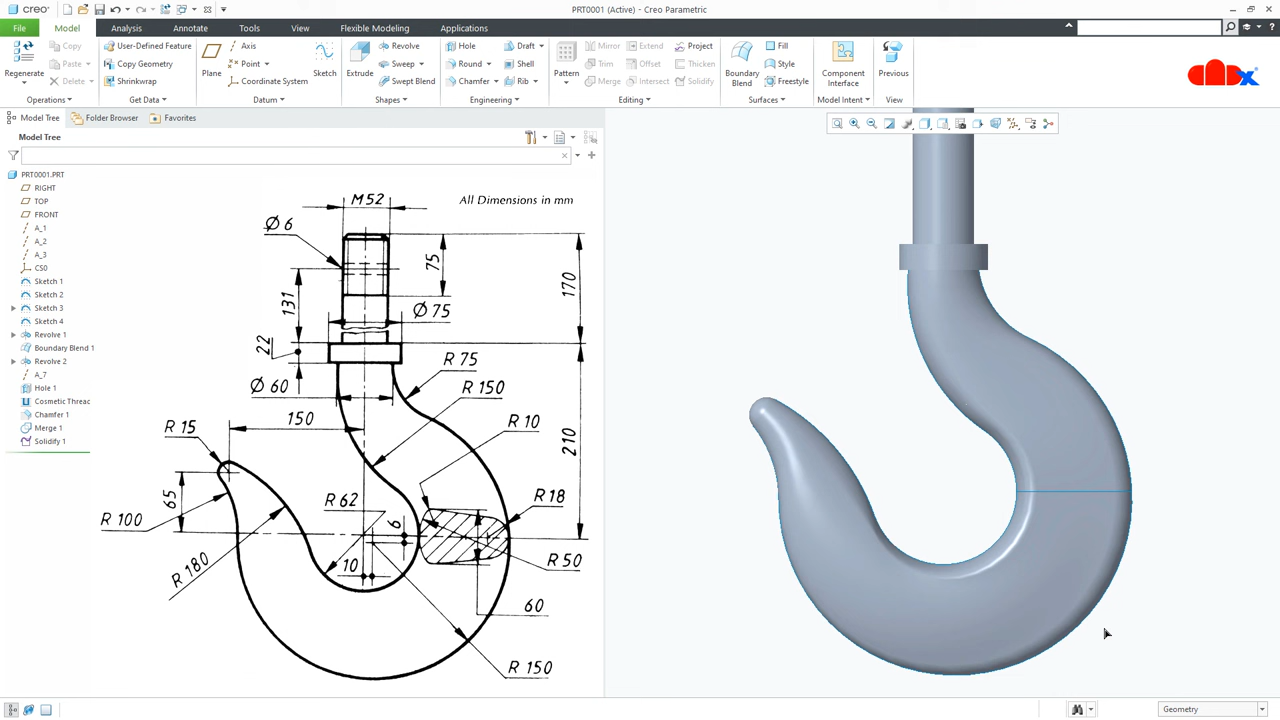 creo
PRT0001 (Active) - Creo Parametric
File
Model
Analysis
Annotate
Tools
View
Flexible Modeling
Applications
Regenerate
Copy
Paste
Delete
Operations
User-Defined Feature
Copy Geometry
Shrinkwrap
Get Data
Plane
Axis
Point
Coordinate System
Sketch
Datum
Extrude
Revolve
Sweep
Swept Blend
Shapes
Hole
Round
Chamfer
Draft
Shell
Rib
Engineering
Pattern
Mirror
Trim
Merge
Extend
Offset
Intersect
Project
Thicken
Solidify
Editing
Boundary Blend
Fill
Style
Freestyle
Surfaces
Component Interface
Model Intent
Previous
View
Model Tree
Folder Browser
Favorites
Model Tree
PRT0001.PRT
RIGHT
TOP
FRONT
A_1
A_2
A_3
CS0
Sketch 1
Sketch 2
Sketch 3
Sketch 4
Revolve 1
Boundary Blend 1
Revolve 2
A_7
Hole 1
Cosmetic Threac
Chamfer 1
Merge 1
Solidify 1
M52
All Dimensions in mm
Ø 6
75
170
131
Ø 75
22
R 75
Ø 60
R 150
150
R 10
R 15
210
65
R 62
6
R 18
R 100
R 180
10
R 50
60
R 150
Geometry